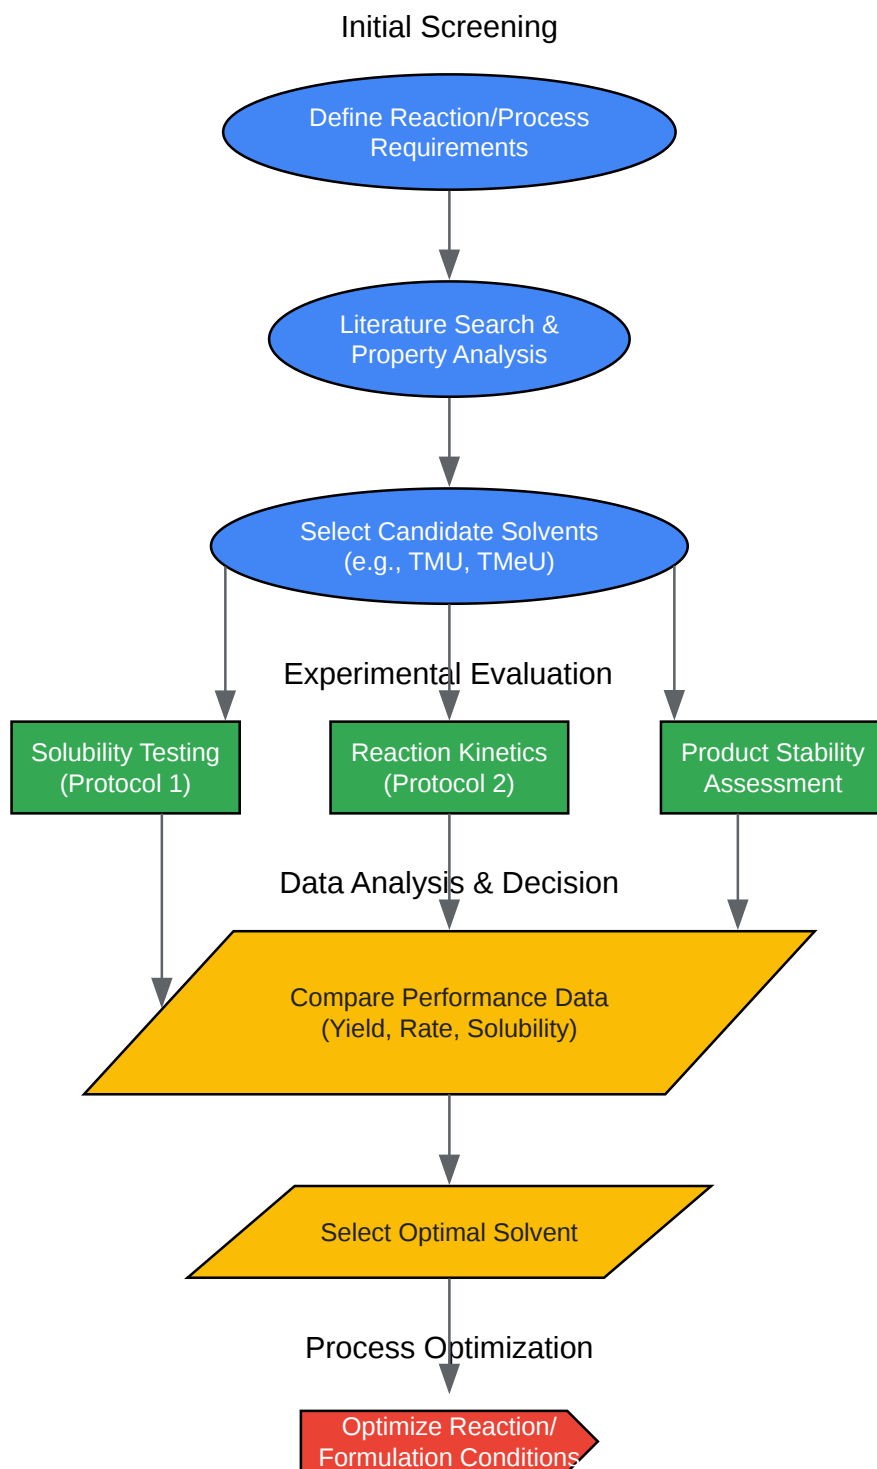 Initial Screening
Define Reaction/Process
Requirements
Literature Search &
Property Analysis
Select Candidate Solvents
(e.g., TMU, TMeU)
Experimental Evaluation
Solubility Testing
(Protocol 1)
Reaction Kinetics
(Protocol 2)
Product Stability
Assessment
Data Analysis & Decision
Compare Performance Data
(Yield, Rate, Solubility)
Select Optimal Solvent
Process Optimization
Optimize Reaction/
Formulation Conditions